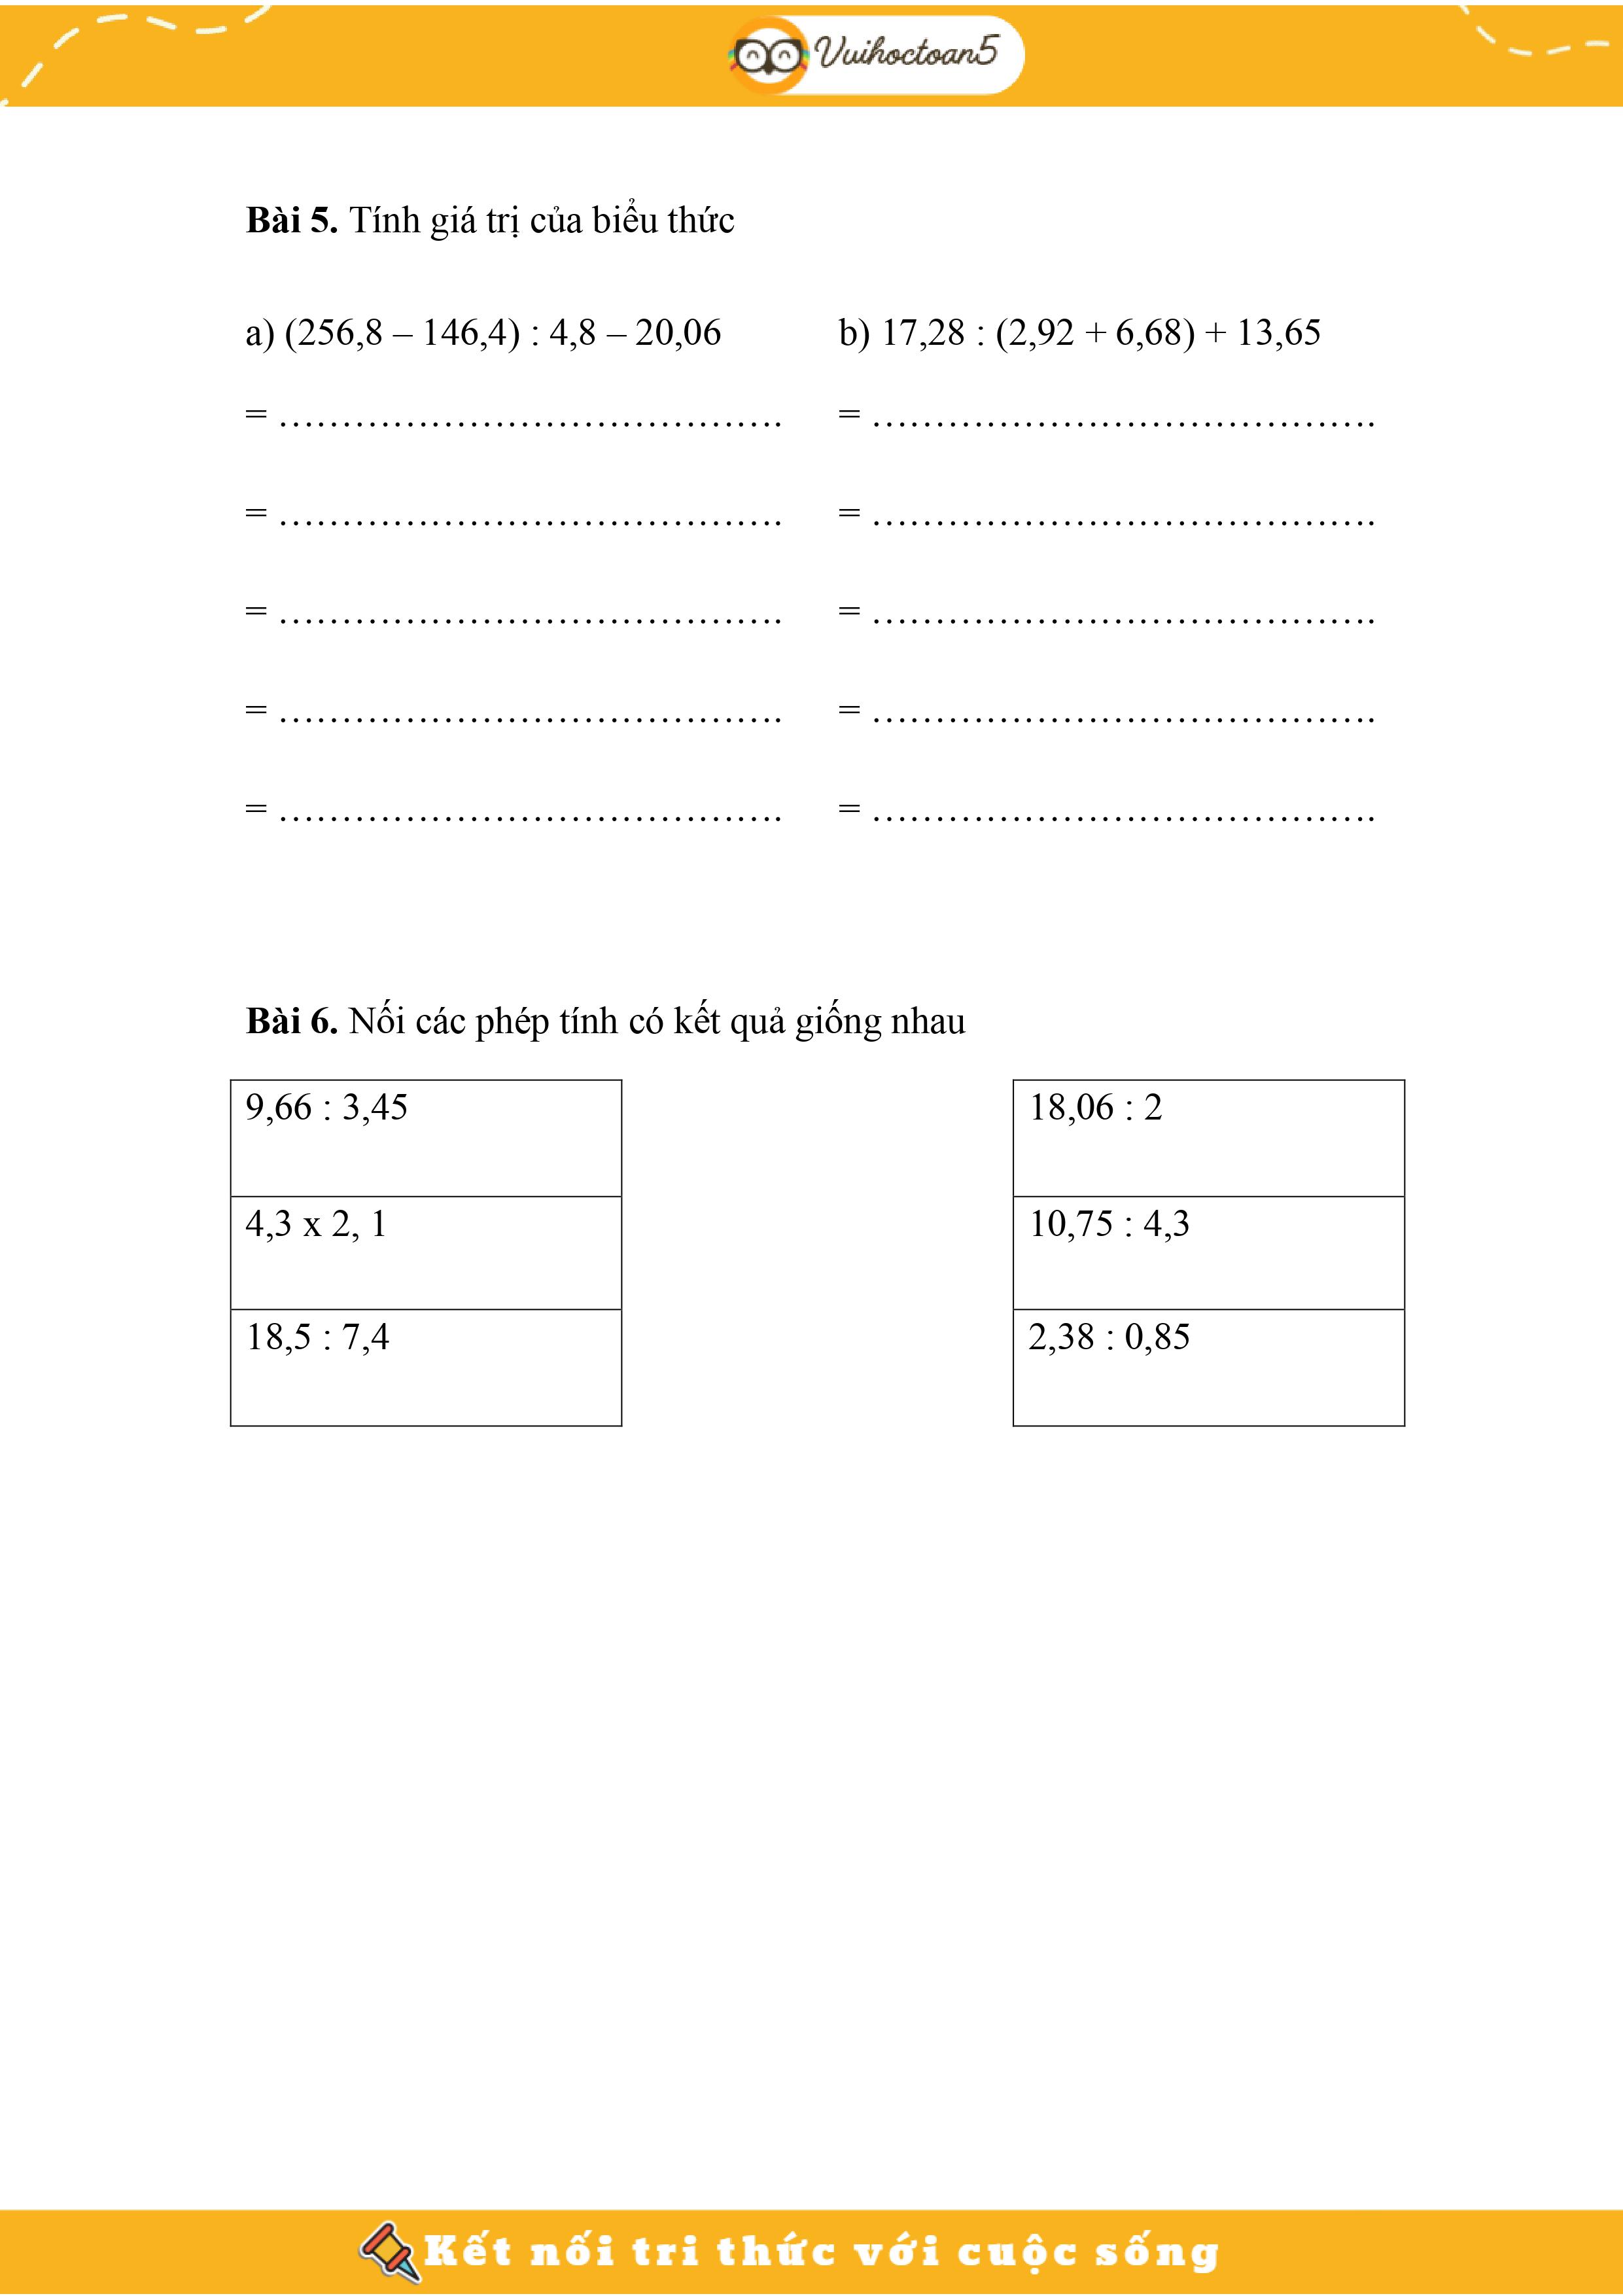 Vuihoctoan5
Bài 5. Tính giá trị của biểu thức
a) (256,8 – 146,4) : 4,8 – 20,06
b) 17,28 : (2,92 + 6,68) + 13,65
= …………………………………….
= …………………………………….
= …………………………………….
= …………………………………….
= …………………………………….
= …………………………………….
= …………………………………….
= …………………………………….
= …………………………………….
= …………………………………….
Bài 6. Nối các phép tính có kết quả giống nhau
9,66 : 3,45
18,06 : 2
4,3 x 2, 1
10,75 : 4,3
18,5 : 7,4
2,38 : 0,85
Kết nối tri thức với cuộc sống